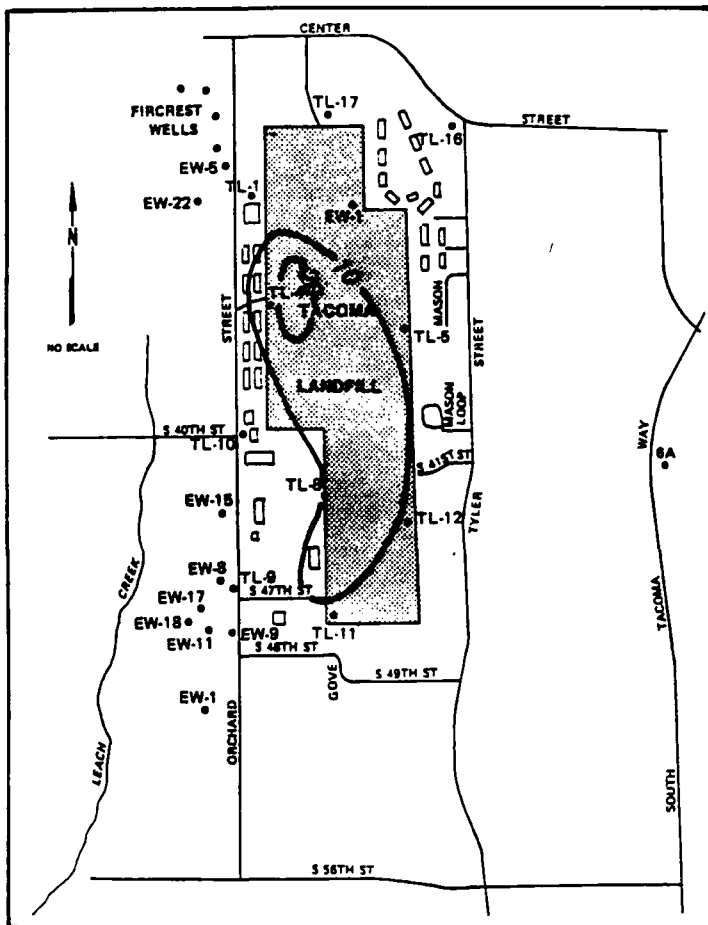 CENTER
FIRCREST
WELLS
TL-17
TL-16
STREET
EW-5
TL-1
EW-22
EW-1
N
10
TACOMA
STREET
MASON
TL-5
NO SCALE
LANDFILL
STREET
MASON
LOOP
S 40TH ST
TL-10
S 41ST ST
WAY
6A
TL-8
EW-15
TL-12
TYLER
EW-8
TL-9
CREEK
S 47TH ST
EW-17
EW-18
EW-11
EW-9
TL-11
S 48TH ST
TACOMA
GOVE
S 49TH ST
EW-1
ORCHARD
LEACH
SOUTH
S 56TH ST